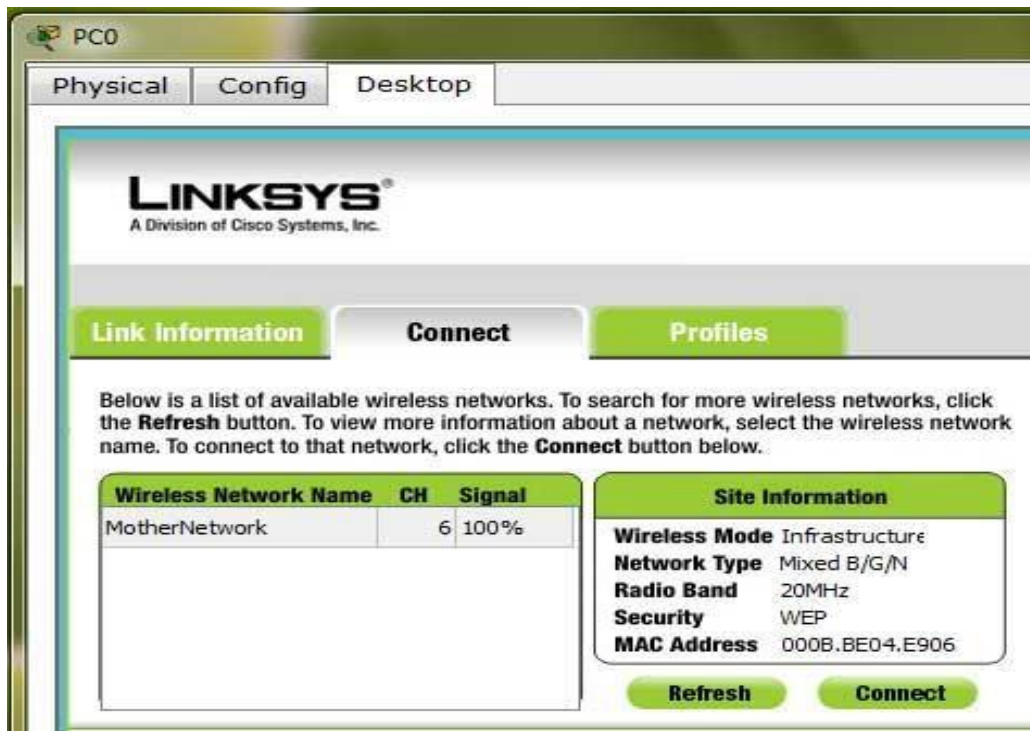 PC0
Physical Config Desktop
LINKSYS®
A Division of Cisco Systems, Inc.
Link Information Connect Profiles
Below is a list of available wireless networks. To search for more wireless networks, click
the Refresh button. To view more information about a network, select the wireless network
name. To connect to that network, click the Connect button below.
Wireless Network Name CH Signal
MotherNetwork 6 100%
Site Information
Wireless Mode Infrastructure
Network Type Mixed B/G/N
Radio Band 20MHz
Security WEP
MAC Address 000B.BE04.E906
Refresh Connect